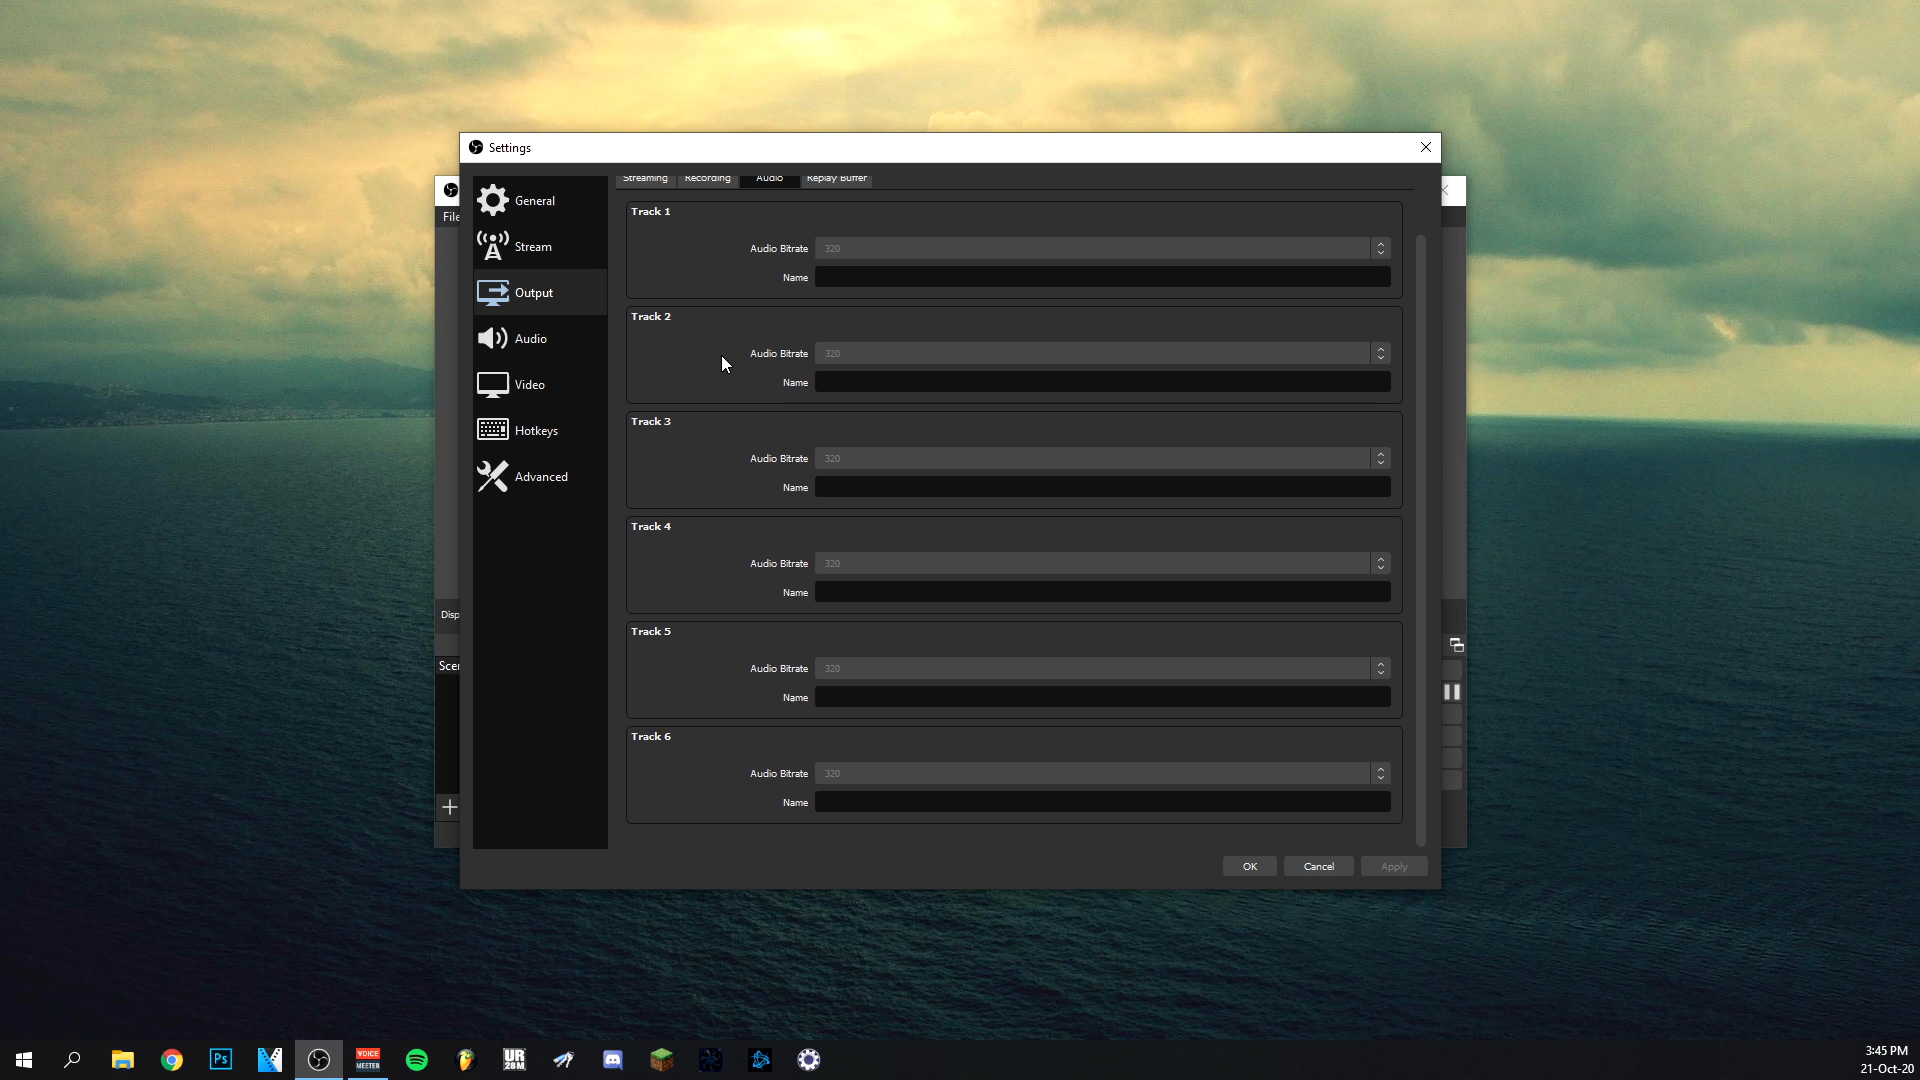 Settings
File
General
Stream
Output
Audio
Video
Hotkeys
Advanced
Streaming
Recording
Audio
Replay Buffer
Track 1
Audio Bitrate
320
Name
Track 2
Audio Bitrate
320
Name
Track 3
Audio Bitrate
320
Name
Track 4
Audio Bitrate
320
Name
Track 5
Audio Bitrate
320
Name
Track 6
Audio Bitrate
320
Name
Disp
Scen
OK
Cancel
Apply
Ps
VOICE
MEETER
UR
28M
3:45 PM
21-Oct-20